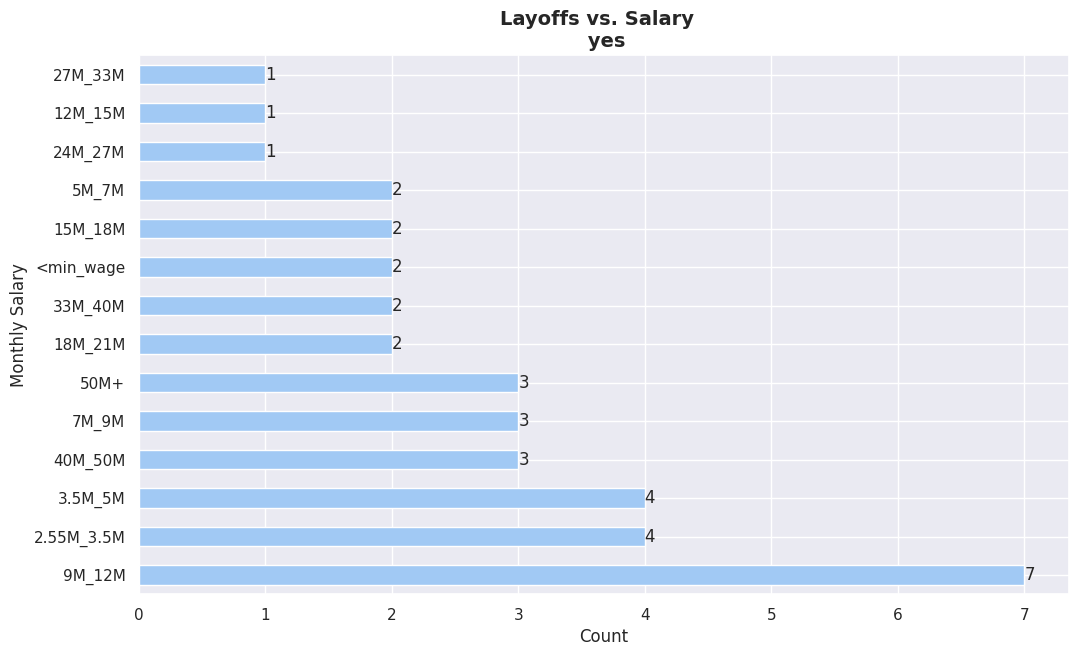 Layoffs vs. Salary
yes
27M_33M 1
12M_15M 1
24M_27M 1
5M_7M 2
15M_18M 2
<min_wage 2
33M_40M 2
18M_21M 2
50M+ 3
7M_9M 3
40M_50M 3
3.5M_5M 4
2.55M_3.5M 4
9M_12M 7
Monthly Salary
0 1 2 3 4 5 6 7
Count